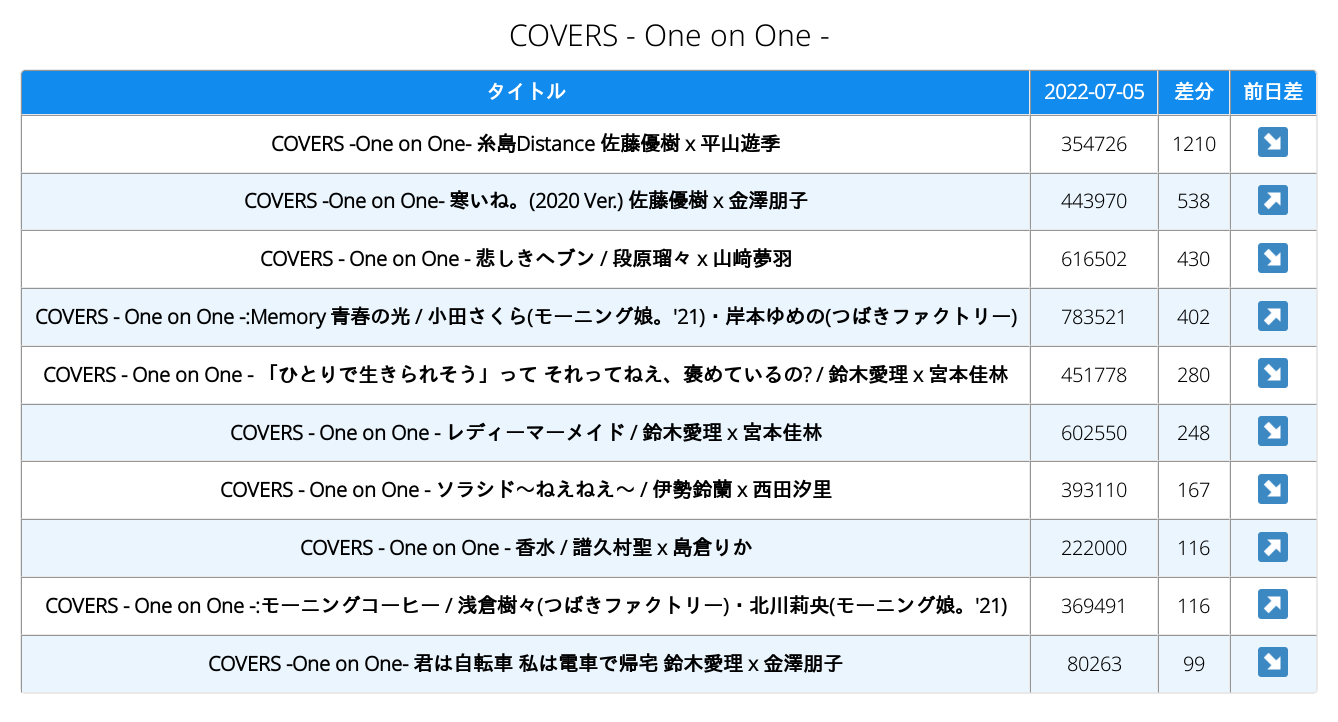 COVERS - One on One -
タイトル 2022-07-05 差分 前日差
COVERS -One on One- 糸島Distance 佐藤優樹 x 平山遊季 354726 1210 ↘
COVERS -One on One- 寒いね。(2020 Ver.) 佐藤優樹 x 金澤朋子 443970 538 ↗
COVERS - One on One - 悲しきヘブン / 段原瑠々 x 山﨑夢羽 616502 430 ↘
COVERS - One on One -:Memory 青春の光 / 小田さくら(モーニング娘。'21)・岸本ゆめの(つばきファクトリー) 783521 402 ↗
COVERS - One on One - 「ひとりで生きられそう」って それってねえ、褒めているの? / 鈴木愛理 x 宮本佳林 451778 280 ↘
COVERS - One on One - レディーマーメイド / 鈴木愛理 x 宮本佳林 602550 248 ↘
COVERS - One on One - ソラシド～ねえねえ～ / 伊勢鈴蘭 x 西田汐里 393110 167 ↘
COVERS - One on One - 香水 / 譜久村聖 x 島倉りか 222000 116 ↗
COVERS - One on One -:モーニングコーヒー / 浅倉樹々(つばきファクトリー)・北川莉央(モーニング娘。'21) 369491 116 ↗
COVERS -One on One- 君は自転車 私は電車で帰宅 鈴木愛理 x 金澤朋子 80263 99 ↘